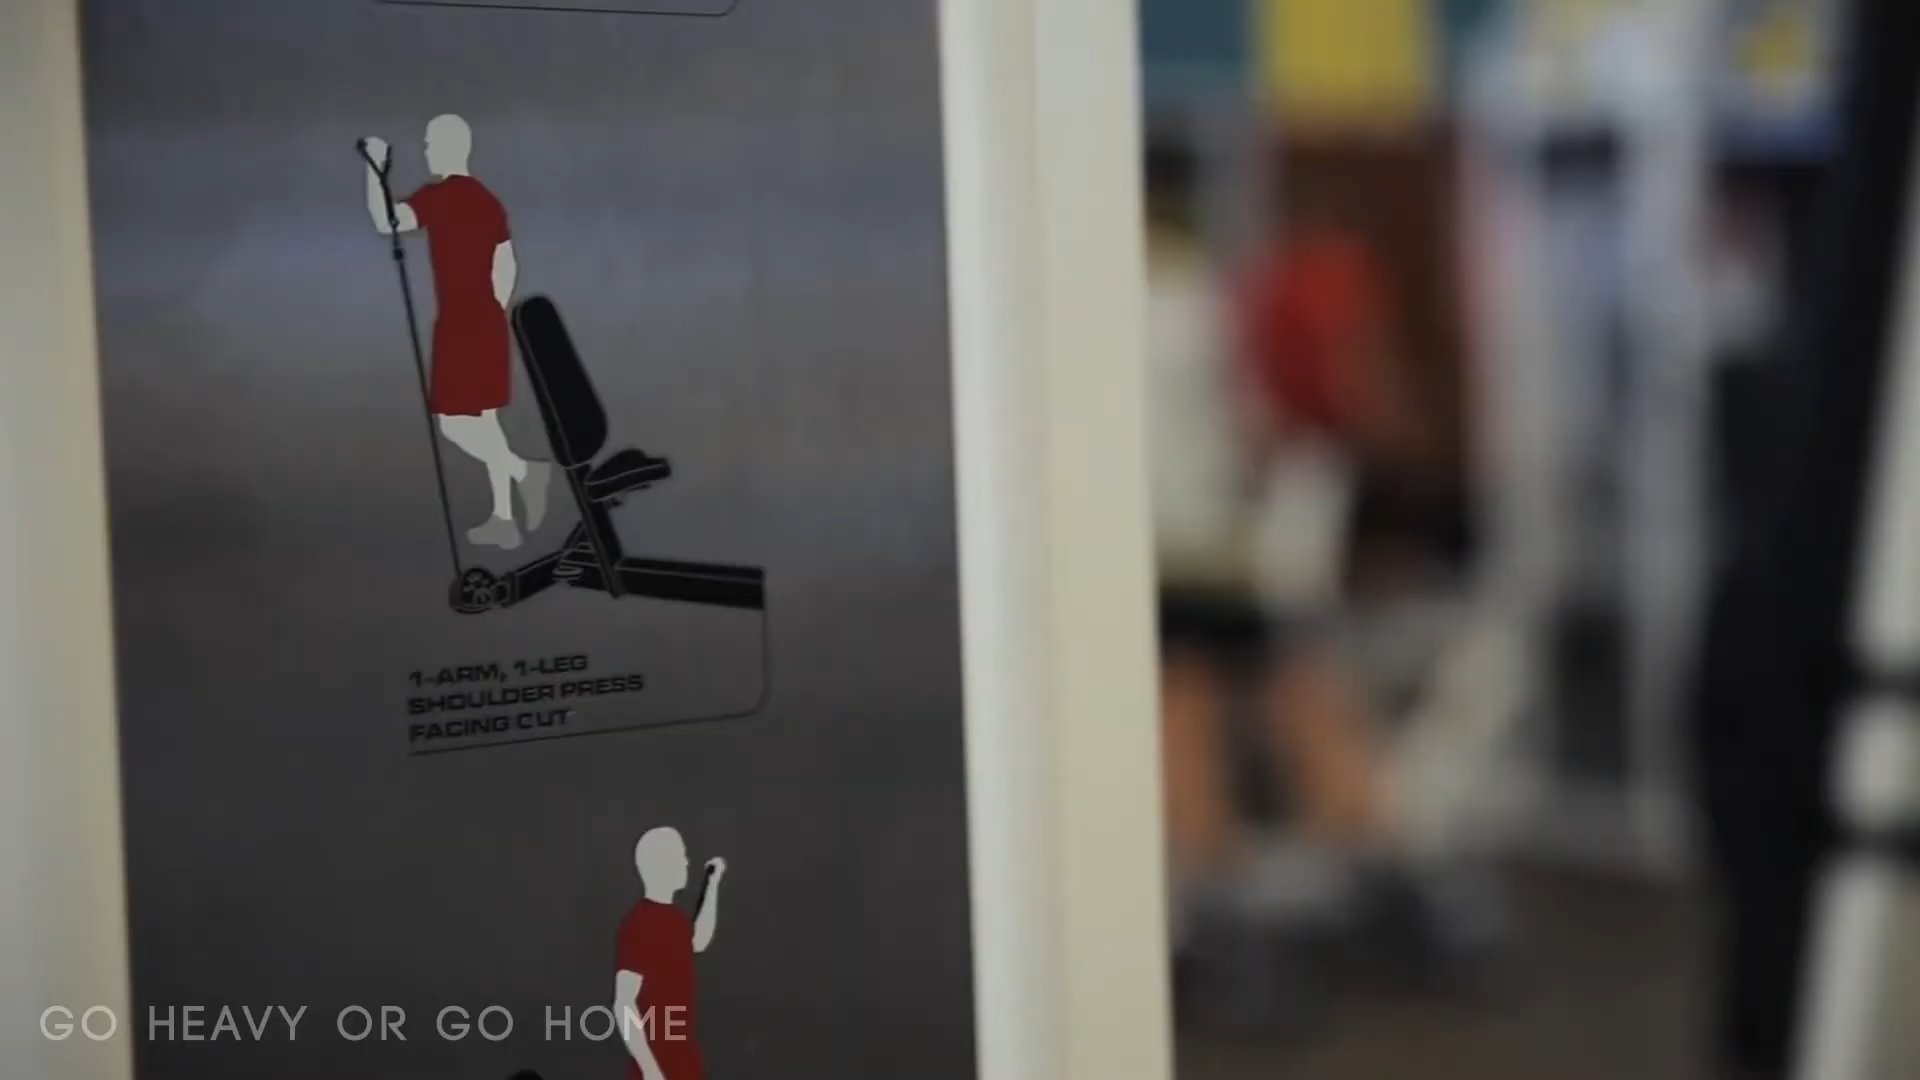 1-ARM, 1-LEG
SHOULDER PRESS
FACING OUT
GO HEAVY OR GO HOME